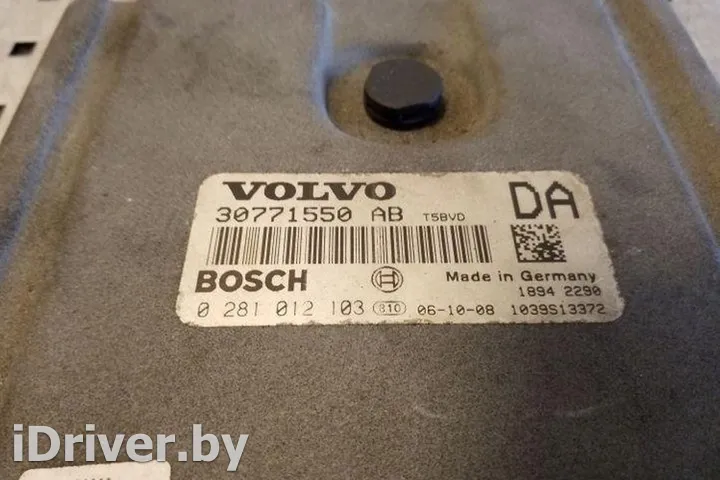 VOLVO
30771550 AB T5BVD
DA
BOSCH
Made in Germany
1894 2290
0 281 012 103 810 06-10-08 1039S13372
iDriver.by